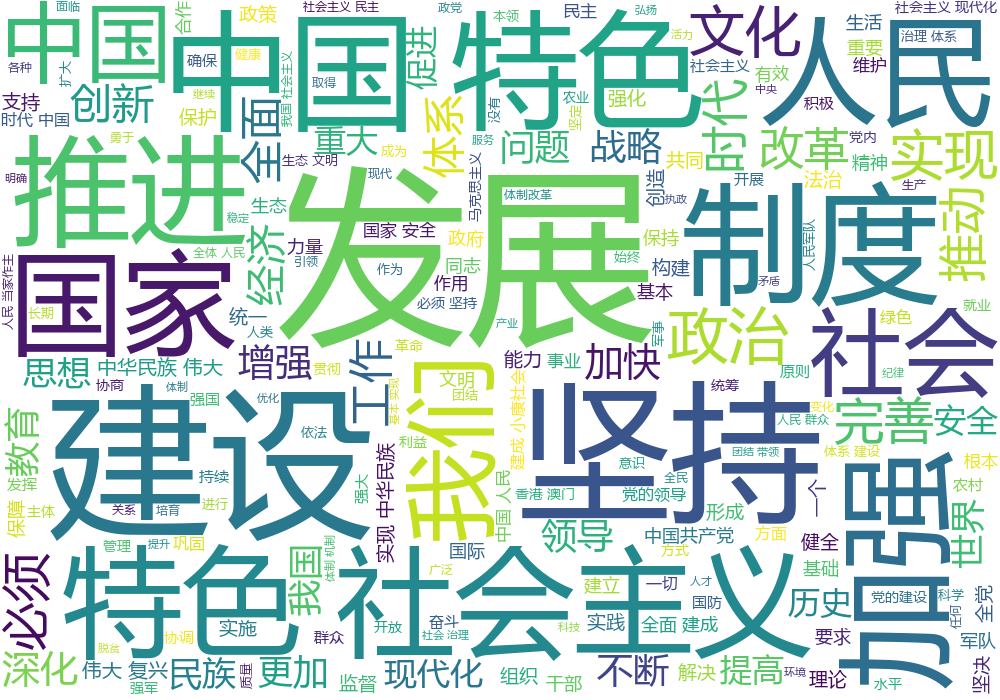 面临
中国
各种
扩大
合作
中国
政策
健康
确保
社会主义 民主
取得
我国 社会主义
促进
政党
本领
特色
没有
农业
坚定
强化
民主
弘扬
活力
文化
社会主义
有效
中央
积极
人民
生活
重要
维护
社会主义 现代化
治理 体系
支持
时代 中国
创新
继续
保护
勇于
全面
重大
成为
体系
服务
问题
战略
时代
共同
改革
党内
精神
实现
明确
推进
生态 文明
现代
马克思主义
体制改革
创造
执政
开展
法治
生产
稳定
生态
全体 人民
经济
力量
引领
国家 安全
政府
发展
保持
始终
制度
人民军队
推动
人民 当家作主
国家
长期
统一
人类
作为
同志
作用
必须 坚持
产业
构建
基本
矛盾
军事
政治
社会
就业
绿色
纪律
思想
中华民族 伟大
协商
体制
强国
增强
贯彻
优化
工作
革命
基本 实现
我们
文明
团结
能力
事业
加快
原则
统筹
建成 小康社会
建设
依法
持续
利益
坚持
变化
人民 群众
完善
安全
团结 带领
体系 建设
教育
发挥
保障
主体
关系
培育
进行
强大
实现 中华民族
中国 人民
意识
全民
香港 澳门
党的领导
一个
加强
根本
农村
世界
管理
提升
巩固
体制 机制
国际
领导
形成
中国共产党
方面
方式
健全
基础
必须
特色
我国
广泛
社会主义
建立
一切
人才
国防
历史
党的建设
科学
任何
全党
脱贫
协调
实施
群众
开放
奋斗
社会 治理
科技
实践
全面 建成
要求
军队
深化
伟大 复兴
强军
民族
质量
更加
监督
现代化
组织
干部
不断
解决
提高
环境
理论
水平
坚决